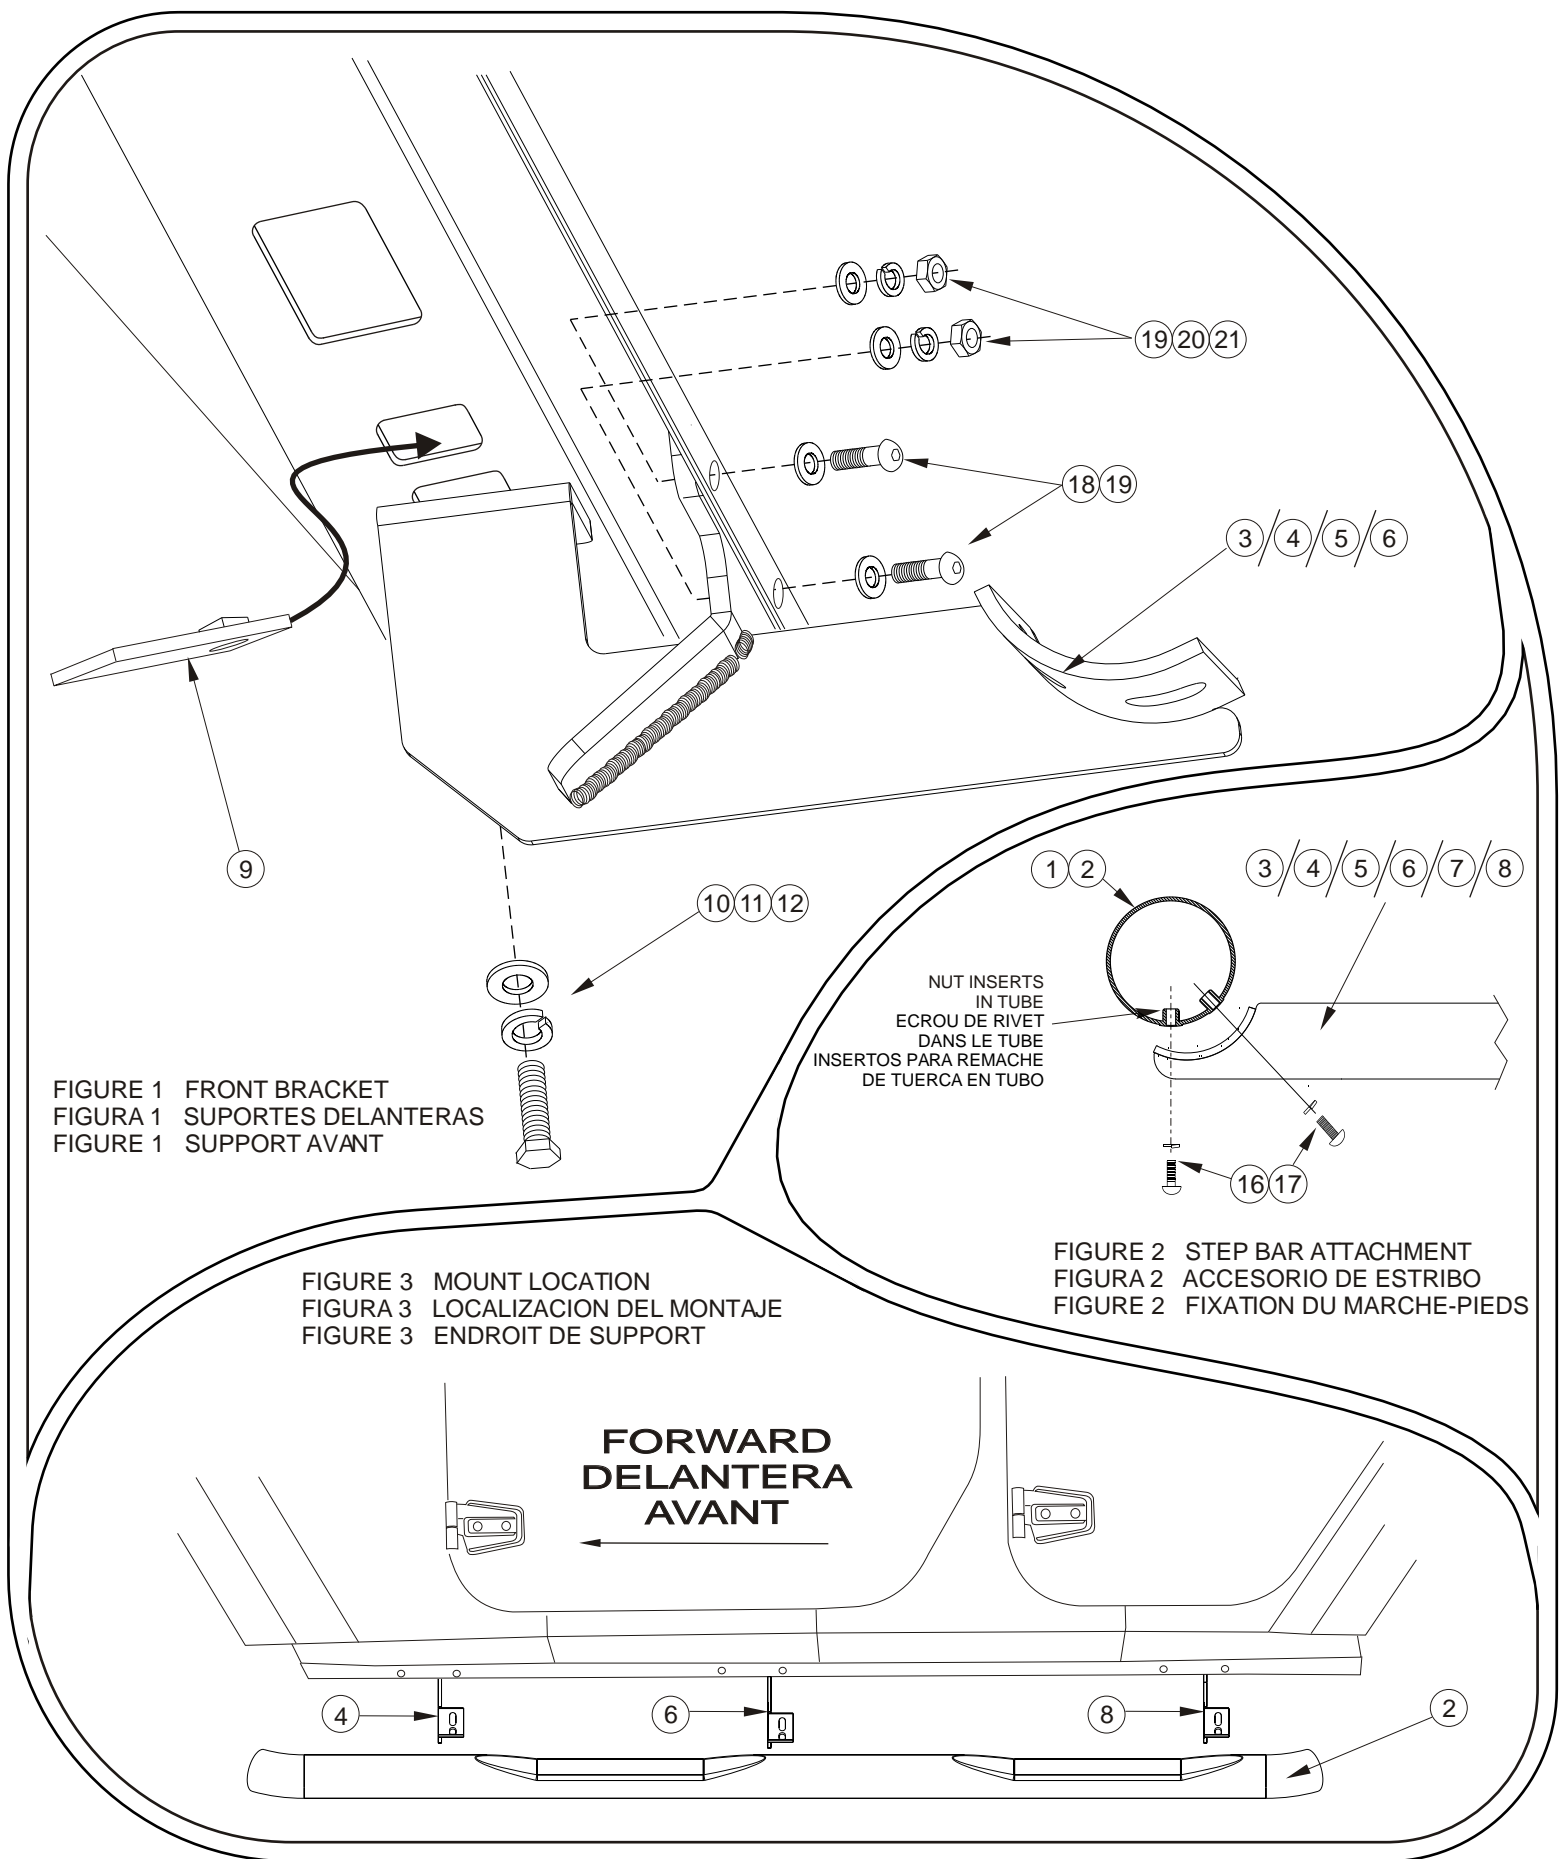 19 20 21
18 19
3/4/5/6
9
10 11 12
FIGURE 1 FRONT BRACKET
FIGURA 1 SUPORTES DELANTERAS
FIGURE 1 SUPPORT AVANT
1 2
3/4/5/6/7/8
NUT INSERTS
IN TUBE
ECROU DE RIVET
DANS LE TUBE
INSERTOS PARA REMACHE
DE TUERCA EN TUBO
16 17
FIGURE 2 STEP BAR ATTACHMENT
FIGURA 2 ACCESORIO DE ESTRIBO
FIGURE 2 FIXATION DU MARCHE-PIEDS
FIGURE 3 MOUNT LOCATION
FIGURA 3 LOCALIZACION DEL MONTAJE
FIGURE 3 ENDROIT DE SUPPORT
FORWARD
DELANTERA
AVANT
4
6
8
2